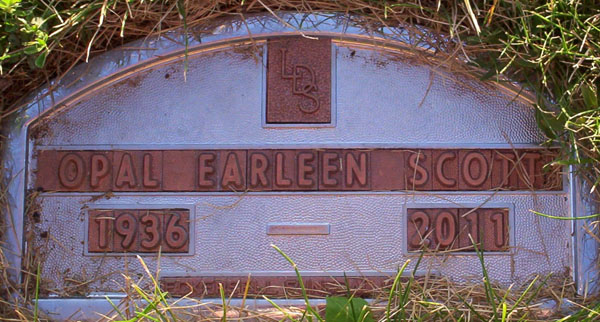 LDS
OPAL EARLEEN SCOTT
1936 2011